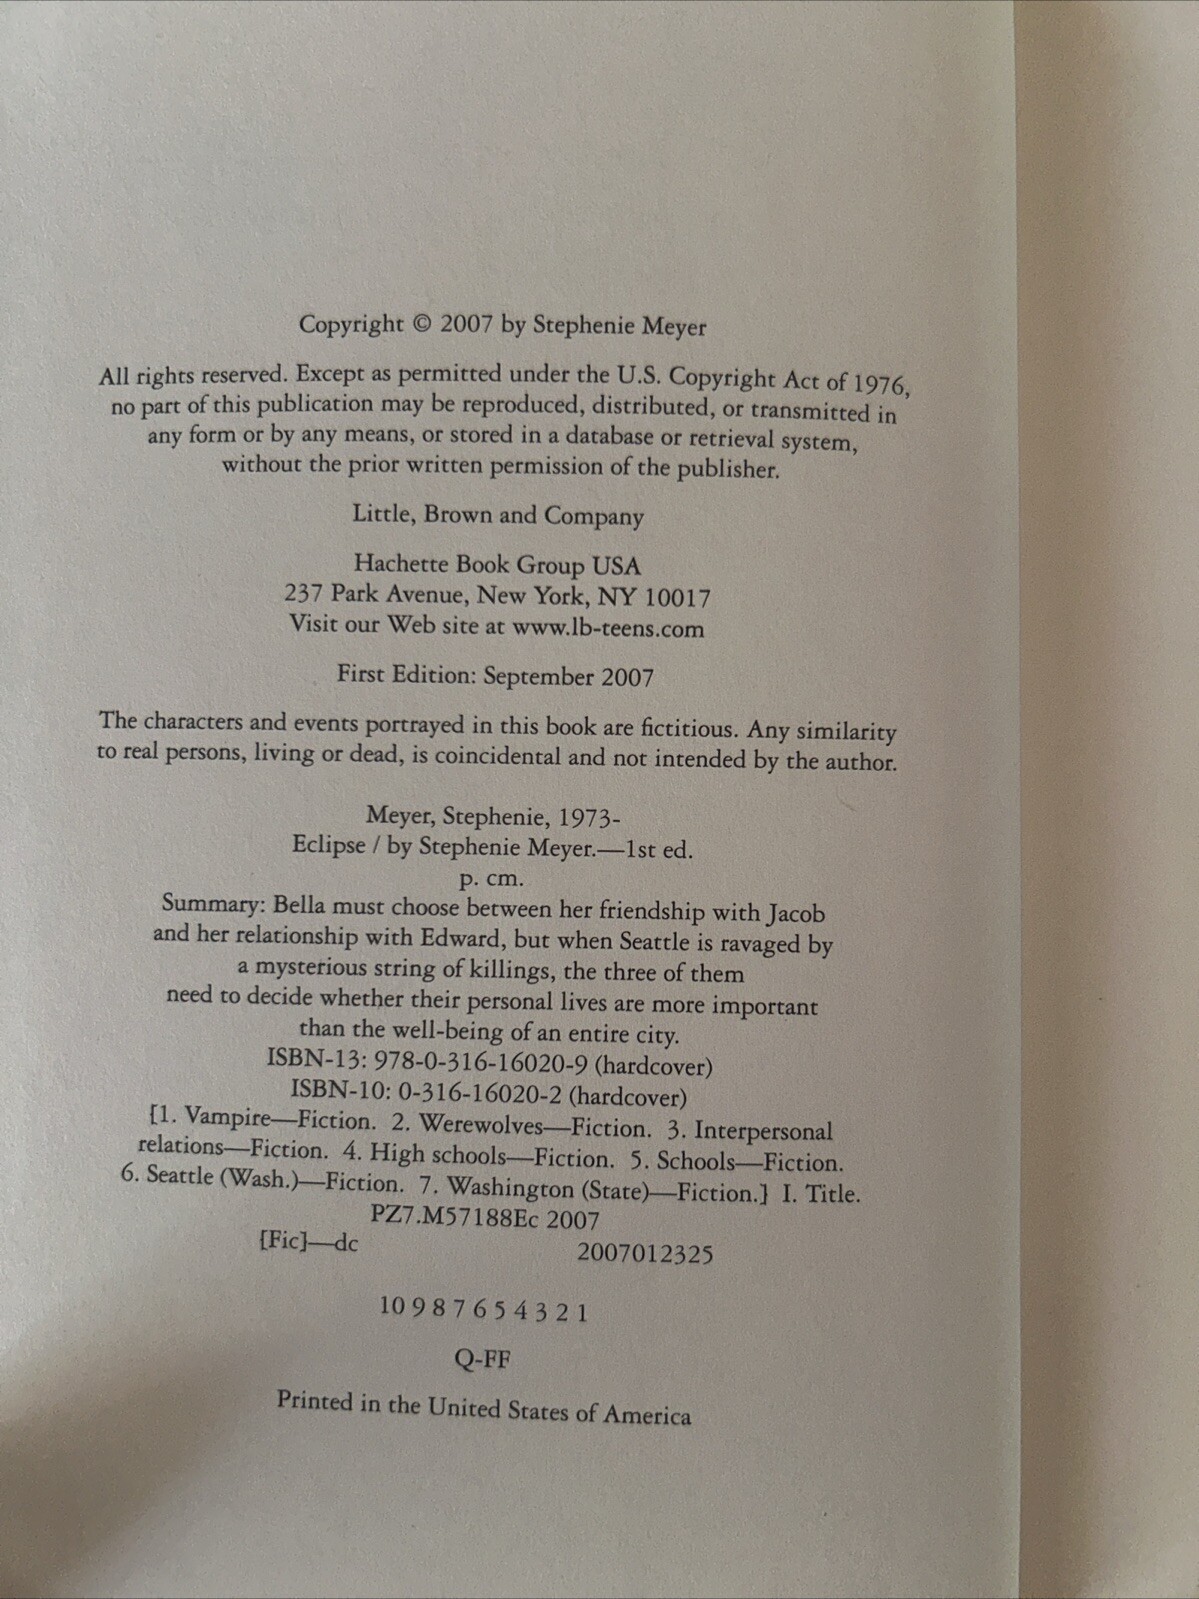 Copyright © 2007 by Stephenie Meyer
All rights reserved. Except as permitted under the U.S. Copyright Act of 1976,
no part of this publication may be reproduced, distributed, or transmitted in
any form or by any means, or stored in a database or retrieval system,
without the prior written permission of the publisher.
Little, Brown and Company
Hachette Book Group USA
237 Park Avenue, New York, NY 10017
Visit our Web site at www.lb-teens.com
First Edition: September 2007
The characters and events portrayed in this book are fictitious. Any similarity
to real persons, living or dead, is coincidental and not intended by the author.
Meyer, Stephenie, 1973-
Eclipse / by Stephenie Meyer.—1st ed.
p. cm.
Summary: Bella must choose between her friendship with Jacob
and her relationship with Edward, but when Seattle is ravaged by
a mysterious string of killings, the three of them
need to decide whether their personal lives are more important
than the well-being of an entire city.
ISBN-13: 978-0-316-16020-9 (hardcover)
ISBN-10: 0-316-16020-2 (hardcover)
[1. Vampire—Fiction. 2. Werewolves—Fiction. 3. Interpersonal
relations—Fiction. 4. High schools—Fiction. 5. Schools—Fiction.
6. Seattle (Wash.)—Fiction. 7. Washington (State)—Fiction.] I. Title.
PZ7.M57188Ec 2007
[Fic]—dc 2007012325
10 9 8 7 6 5 4 3 2 1
Q-FF
Printed in the United States of America